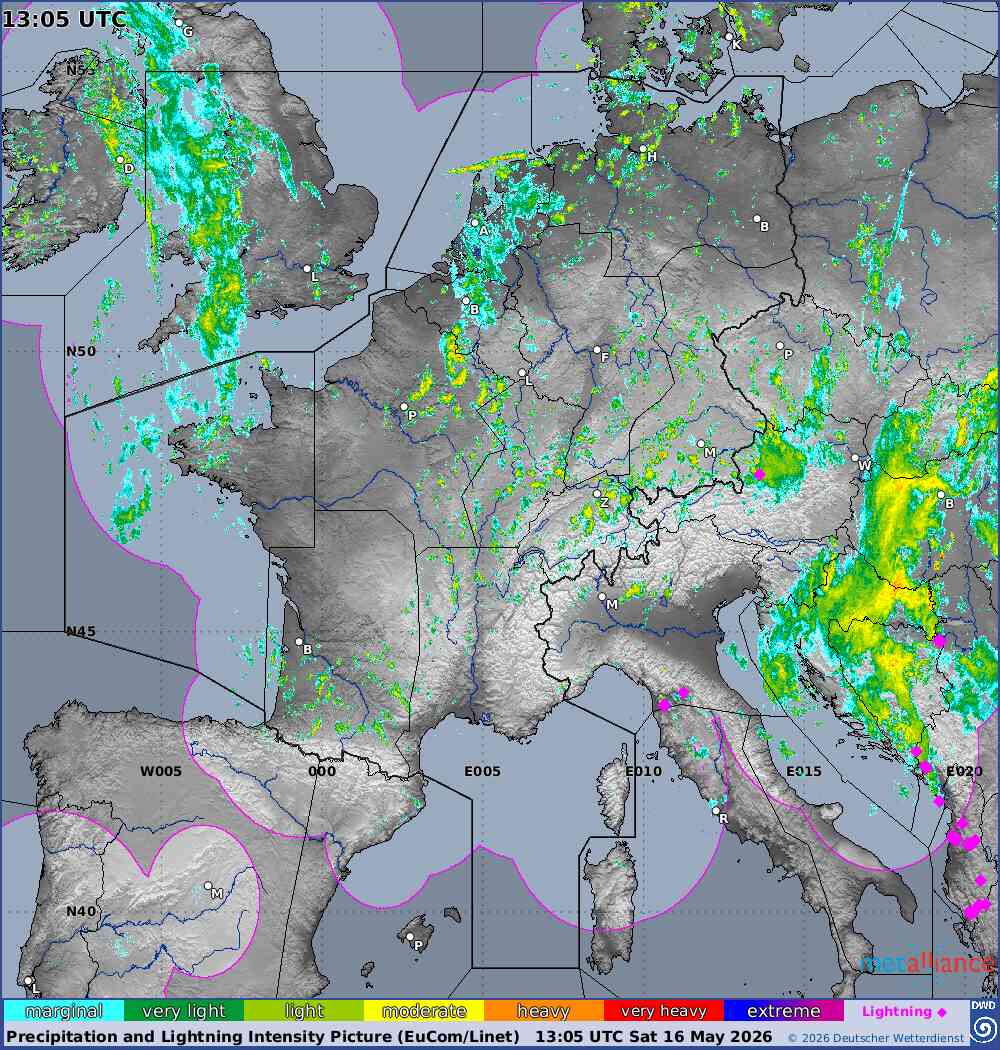 13:05 UTC
G
K
N55
D
H
A
B
L
B
N50
P
F
L
P
M
W
Z
B
M
N45
B
W005
000
E005
E010
E015
E020
R
M
N40
P
L
metalliance
marginal very light light moderate heavy very heavy extreme Lightning
DWD
Precipitation and Lightning Intensity Picture (EuCom/Linet) 13:05 UTC Sat 16 May 2026 © 2026 Deutscher Wetterdienst